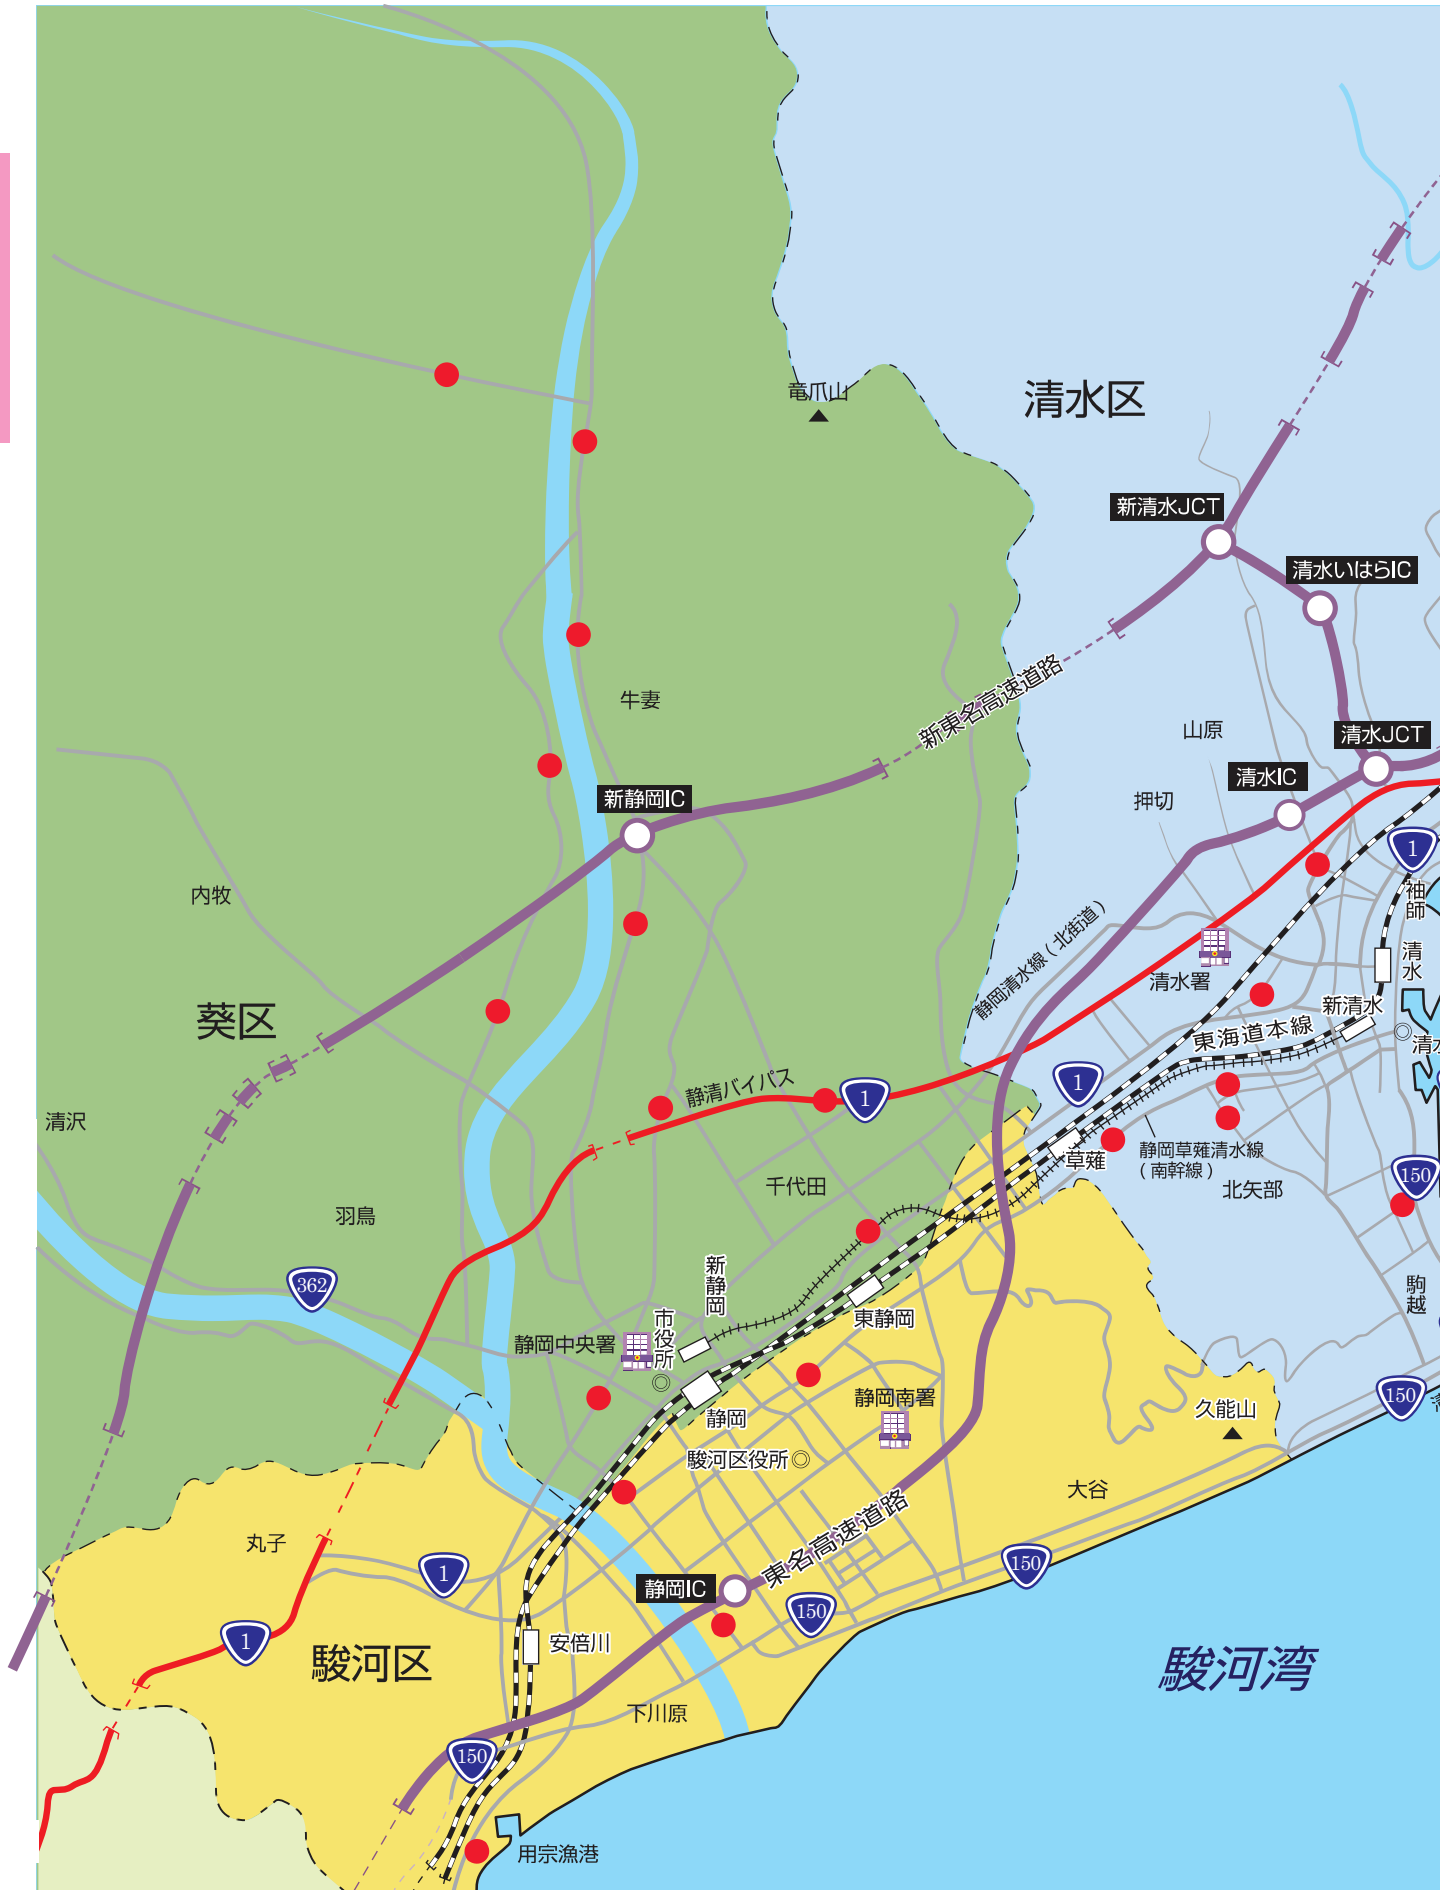 竜爪山
清水区
新清水JCT
清水いはらIC
新東名高速道路
牛妻
山原
清水JCT
清水IC
新静岡IC
押切
1
内牧
袖師
静岡清水線（北街道）
清水
清水署
葵区
新清水
東海道本線
清水
静清バイパス
1
1
清沢
静岡草薙清水線
（南幹線）
草薙
150
千代田
北矢部
羽鳥
新静岡
362
駒越
市役所
東静岡
静岡中央署
静岡南署
150
久能山
静岡
駿河区役所
大谷
東名高速道路
丸子
1
150
静岡IC
150
1
安倍川
駿河区
駿河湾
下川原
150
用宗漁港